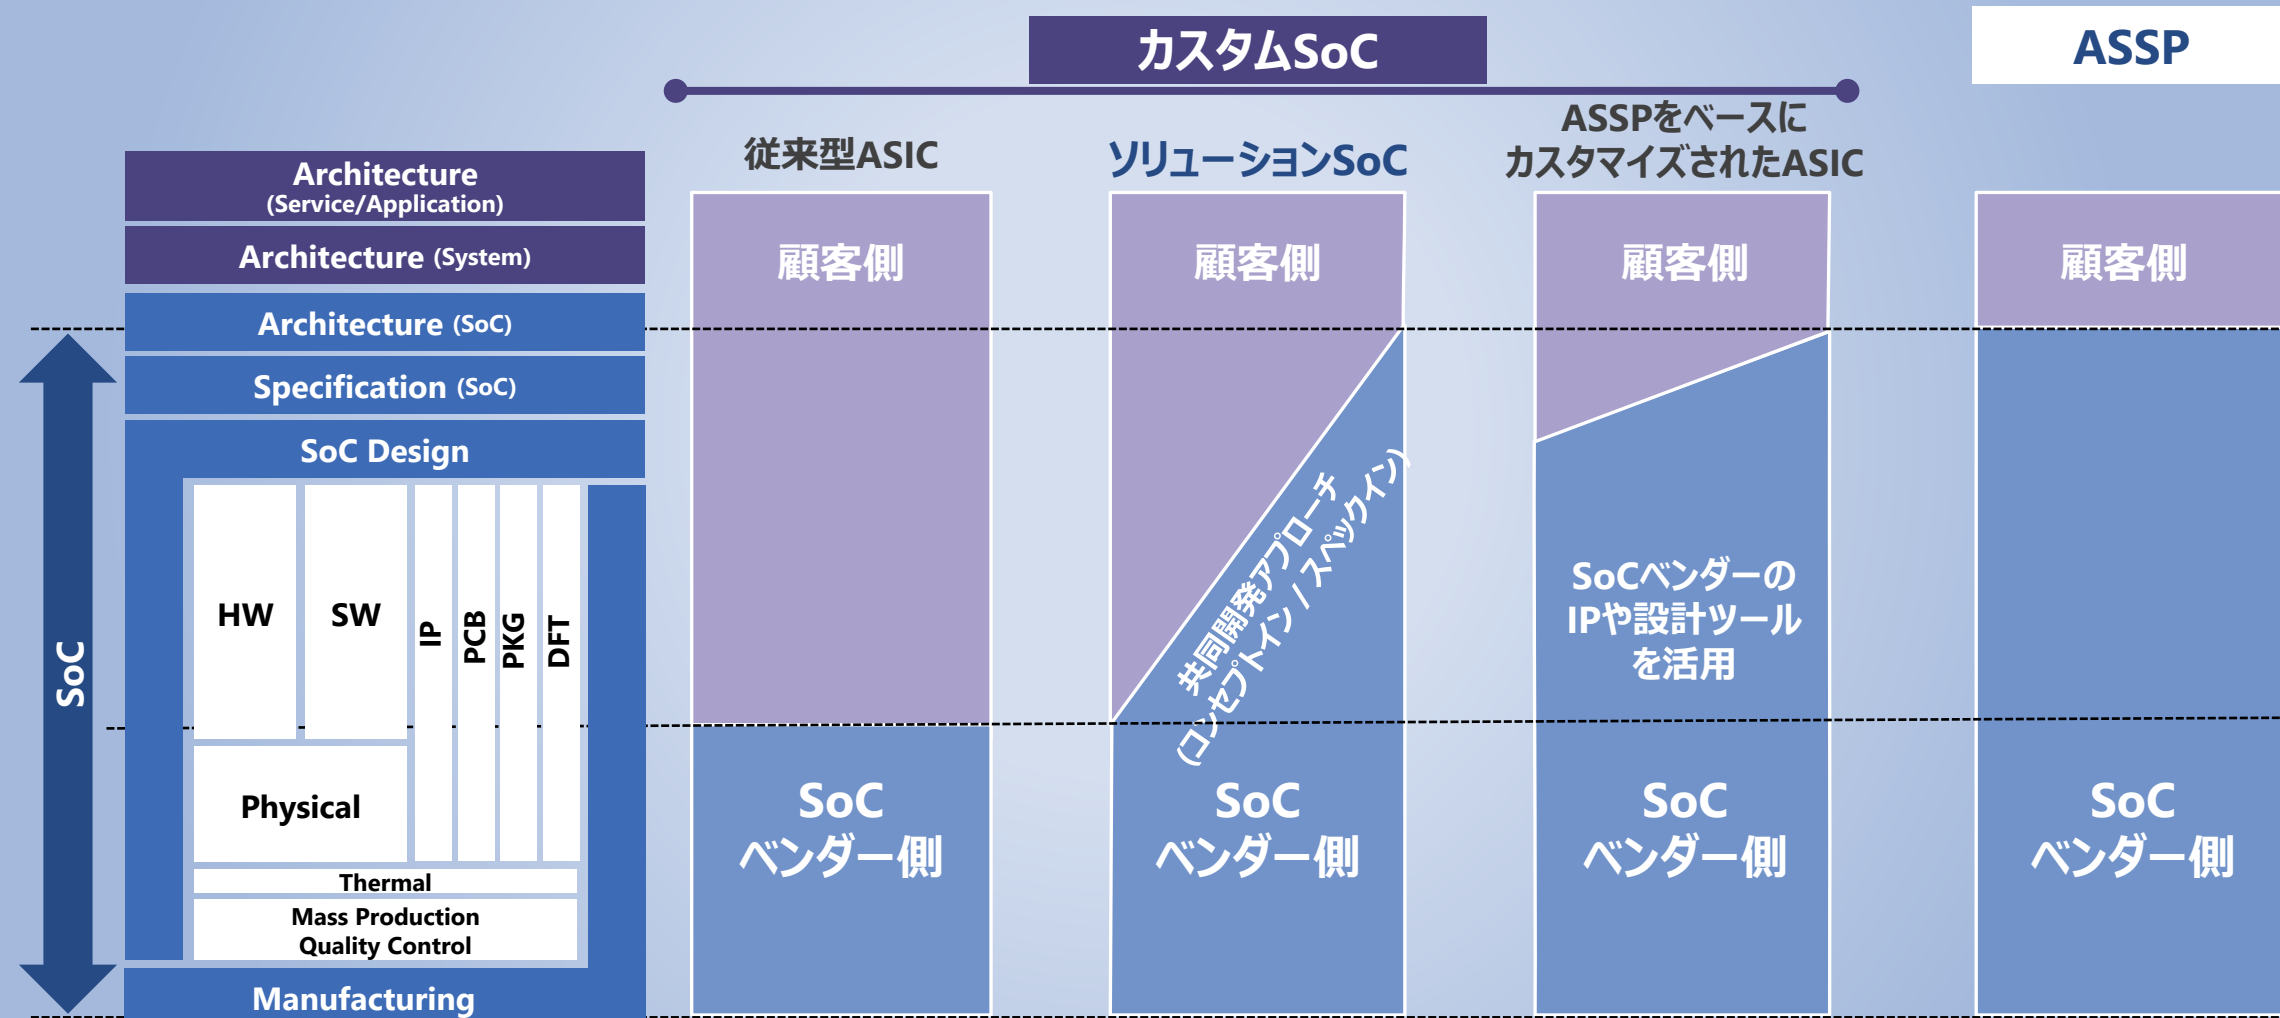 カスタムSoC
ASSP
従来型ASIC
ソリューションSoC
ASSPをベースに
カスタマイズされたASIC
Architecture
(Service/Application)
Architecture (System)
Architecture (SoC)
Specification (SoC)
SoC Design
HW
SW
IP
PCB
PKG
DFT
Physical
Thermal
Mass Production
Quality Control
Manufacturing
SoC
顧客側
SoC
ベンダー側
顧客側
共同開発アプローチ
(コンセプトイン / スペックイン)
SoC
ベンダー側
顧客側
SoCベンダーの
IPや設計ツール
を活用
SoC
ベンダー側
顧客側
SoC
ベンダー側